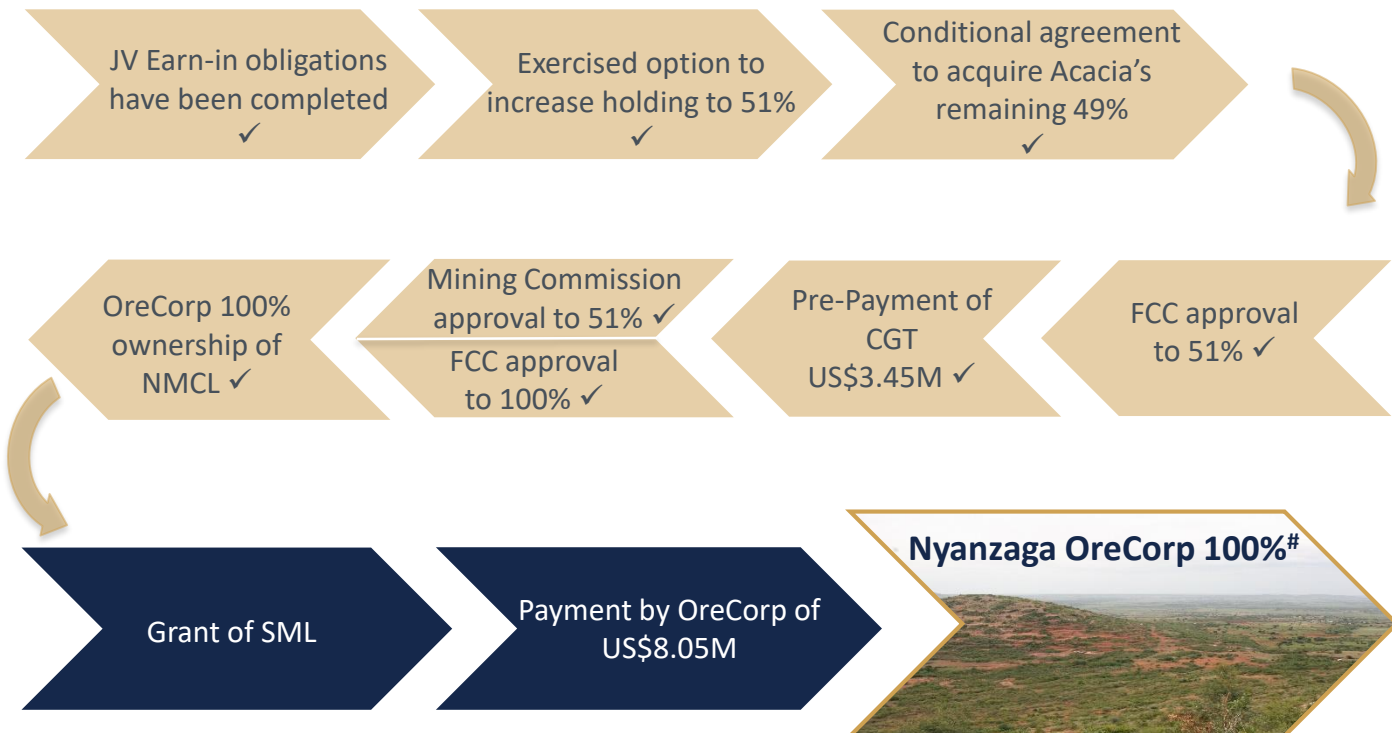 JV Earn-in obligations
have been completed
✓
Exercised option to
increase holding to 51%
✓
Conditional agreement
to acquire Acacia's
remaining 49%
✓
FCC approval
to 51% ✓
Pre-Payment of
CGT
US$3.45M ✓
Mining Commission
approval to 51% ✓
FCC approval
to 100% ✓
OreCorp 100%
ownership of
NMCL ✓
Grant of SML
Payment by OreCorp of
US$8.05M
Nyanzaga OreCorp 100%#